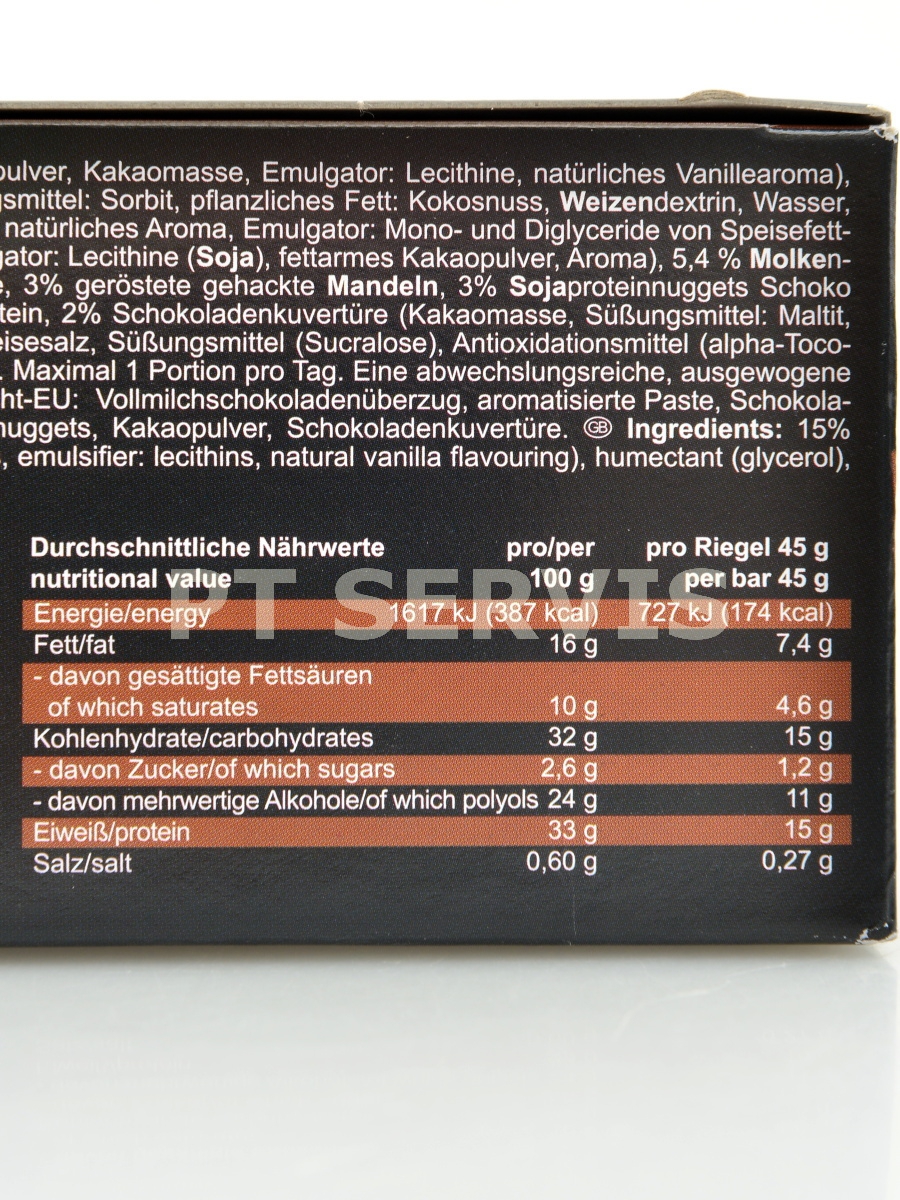 pulver, Kakaomasse, Emulgator: Lecithine, natürliches Vanillearoma),
gsmittel: Sorbit, pflanzliches Fett: Kokosnuss, Weizendextrin, Wasser,
natürliches Aroma, Emulgator: Mono- und Diglyceride von Speisefett-
gator: Lecithine (Soja), fettarmes Kakaopulver, Aroma), 5,4 % Molken-
e, 3% geröstete gehackte Mandeln, 3% Sojaproteinnuggets Schoko
tein, 2% Schokoladenkuvertüre (Kakaomasse, Süßungsmittel: Maltit,
eisesalz, Süßungsmittel (Sucralose), Antioxidationsmittel (alpha-Toco-
. Maximal 1 Portion pro Tag. Eine abwechslungsreiche, ausgewogene
ht-EU: Vollmilchschokoladenüberzug, aromatisierte Paste, Schokola-
nuggets, Kakaopulver, Schokoladenkuvertüre. GB Ingredients: 15%
, emulsifier: lecithins, natural vanilla flavouring), humectant (glycerol),
Durchschnittliche Nährwerte pro/per pro Riegel 45 g
nutritional value 100 g per bar 45 g
PT SERVIS
Energie/energy 1617 kJ (387 kcal) 727 kJ (174 kcal)
Fett/fat 16 g 7,4 g
- davon gesättigte Fettsäuren
of which saturates 10 g 4,6 g
Kohlenhydrate/carbohydrates 32 g 15 g
- davon Zucker/of which sugars 2,6 g 1,2 g
- davon mehrwertige Alkohole/of which polyols 24 g 11 g
Eiweiß/protein 33 g 15 g
Salz/salt 0,60 g 0,27 g